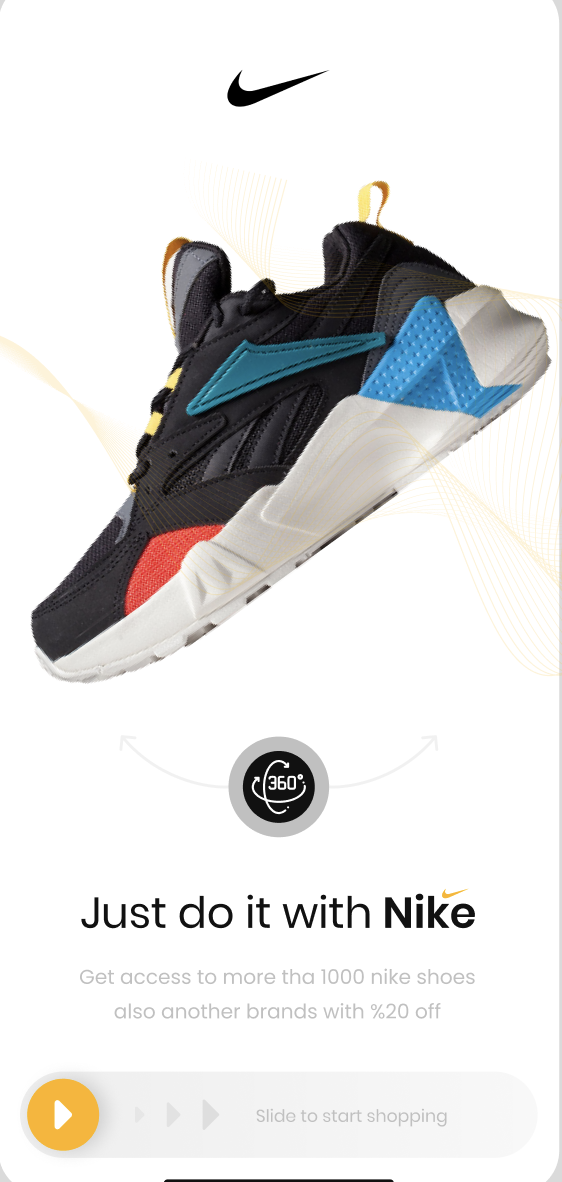 360°
Just do it with Nike
Get access to more tha 1000 nike shoes
also another brands with %20 off
Slide to start shopping